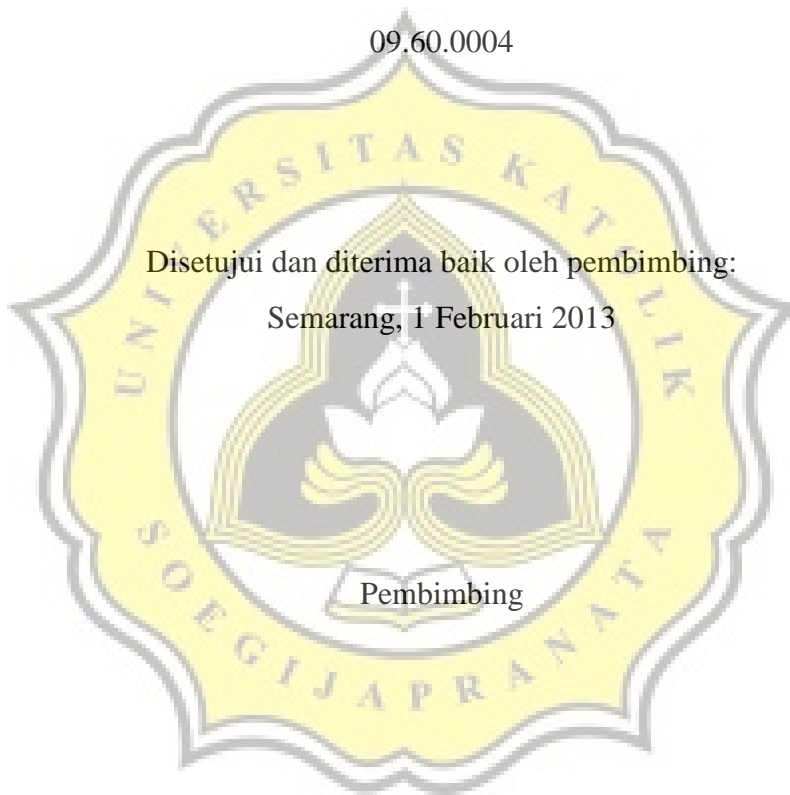 09.60.0004
UNIVERSITAS KATOLIK
Disetujui dan diterima baik oleh pembimbing:
Semarang, 1 Februari 2013
Pembimbing
SOEGIJAPRANATA